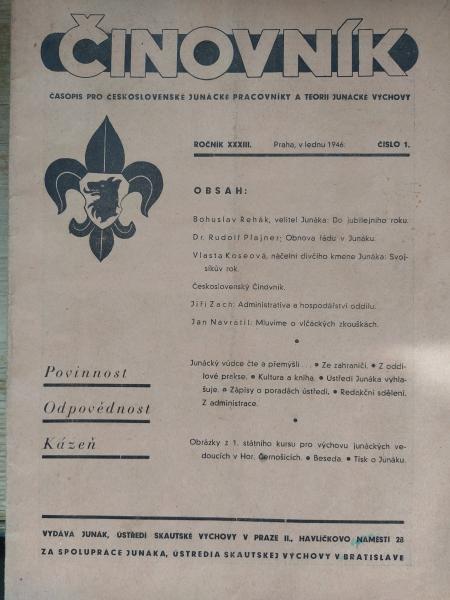 ČINOVNÍK
ČASOPIS PRO ČESKOSLOVENSKÉ JUNÁCKÉ PRACOVNÍKY A TEORII JUNÁCKÉ VÝCHOVY
ROČNÍK XXXIII. Praha, v lednu 1946. ČÍSLO 1.
OBSAH:
Bohuslav Řehák, velitel Junáka: Do jubilejního roku.
Dr. Rudolf Plajner: Obnova řádu v Junáku.
Vlasta Koseová, náčelní dívčího kmene Junáka: Svoj-
síkův rok.
Československý Činovník.
Jiří Zach: Administrativa a hospodářství oddílu.
Jan Navrátil: Mluvíme o vlčáckých zkouškách.
Junácký vůdce čte a přemýšlí... • Ze zahraničí. • Z oddí-
lové prakse. • Kultura a kniha. • Ústředí Junáka vyhla-
šuje. • Zápisy o poradách ústředí. • Redakční sdělení.
Z administrace.
Povinnost
Odpovědnost
Kázeň
Obrázky z 1. státního kursu pro výchovu junáckých ve-
doucích v Hor. Černošicích. • Beseda. • Tisk o Junáku.
VYDÁVÁ JUNÁK, ÚSTŘEDÍ SKAUTSKÉ VÝCHOVY V PRAZE II., HAVLÍČKOVO NÁMĚSTÍ 28
ZA SPOLUPRÁCE JUNÁKA, ÚSTREDIA SKAUTSKEJ VÝCHOVY V BRATISLAVE